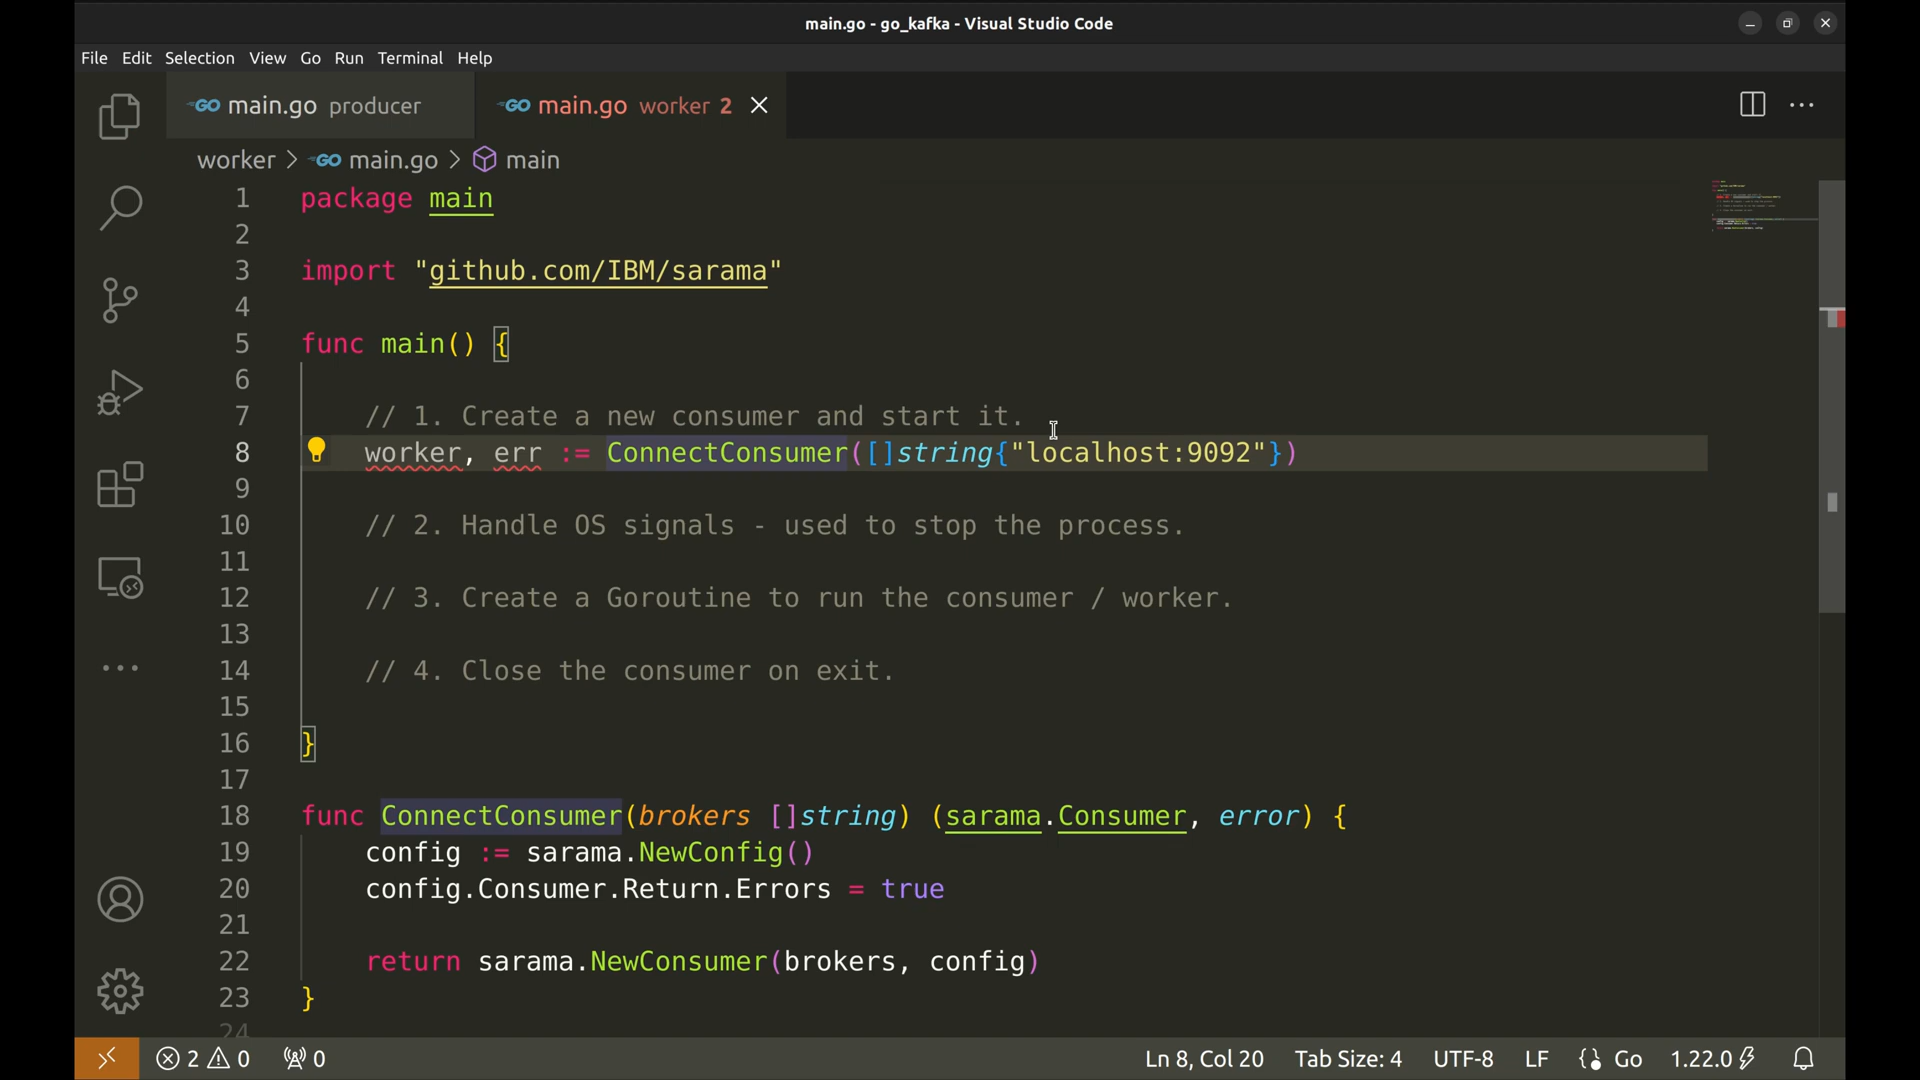 main.go - go_kafka - Visual Studio Code
File Edit Selection View Go Run Terminal Help
GO main.go producer GO main.go worker 2
worker > GO main.go > main
1 package main
2
3 import "github.com/IBM/sarama"
4
5 func main() {
6
7 // 1. Create a new consumer and start it.
8 worker, err := ConnectConsumer([]string{"localhost:9092"})
9
10 // 2. Handle OS signals - used to stop the process.
11
12 // 3. Create a Goroutine to run the consumer / worker.
13
14 // 4. Close the consumer on exit.
15
16 }
17
18 func ConnectConsumer(brokers []string) (sarama.Consumer, error) {
19 config := sarama.NewConfig()
20 config.Consumer.Return.Errors = true
21
22 return sarama.NewConsumer(brokers, config)
23 }
24
2 0 0 Ln 8, Col 20 Tab Size: 4 UTF-8 LF {} Go 1.22.0